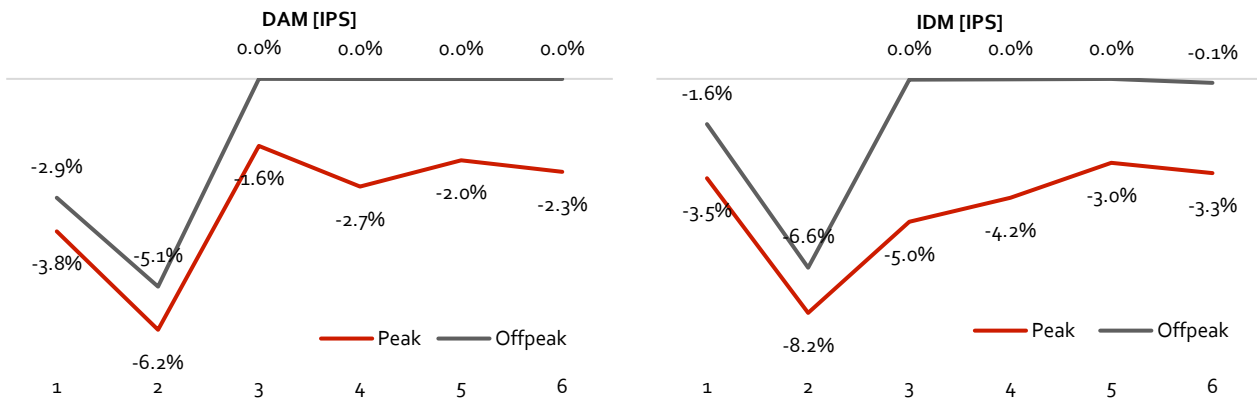 DAM [IPS]
0.0% 0.0% 0.0% 0.0%
-2.9%
-1.6%
-2.0%
-2.3%
-2.7%
-5.1%
-3.8%
Peak Offpeak
-6.2%
1 2 3 4 5 6
IDM [IPS]
0.0% 0.0% 0.0% -0.1%
-1.6%
-3.0%
-3.5%
-3.3%
-4.2%
-6.6%
-5.0%
Peak Offpeak
-8.2%
1 2 3 4 5 6